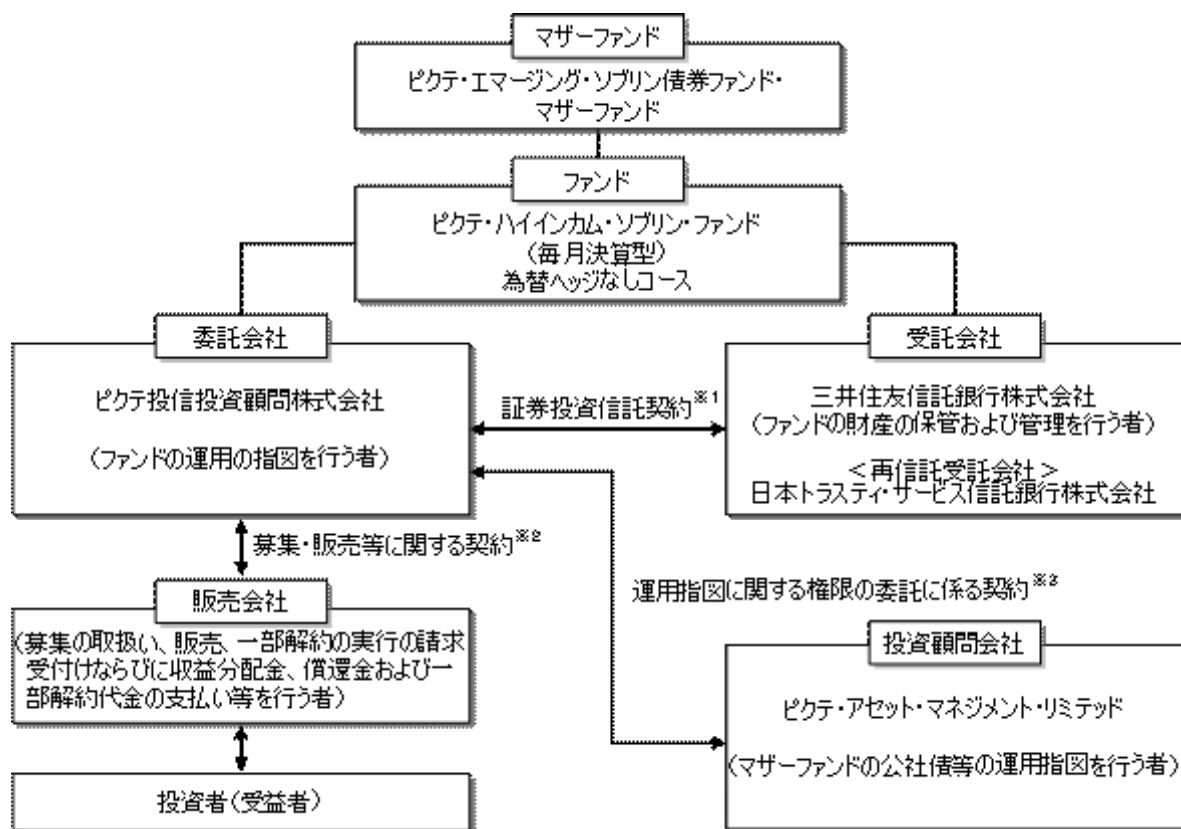 マザーファンド
ピクテ・エマージング・ソブリン債券ファンド・
マザーファンド
ファンド
ピクテ・ハイインカム・ソブリン・ファンド
(毎月決算型)
為替ヘッジなしコース
委託会社
ピクテ投信投資顧問株式会社
(ファンドの運用の指図を行う者)
証券投資信託契約※1
受託会社
三井住友信託銀行株式会社
(ファンドの財産の保管および管理を行う者)
＜再信託受託会社＞
日本トラスティ・サービス信託銀行株式会社
募集・販売等に関する契約※2
運用指図に関する権限の委託に係る契約※3
販売会社
(募集の取扱い、販売、一部解約の実行の請求
受付けならびに収益分配金、償還金および一
部解約代金の支払い等を行う者)
投資顧問会社
ピクテ・アセット・マネジメント・リミテッド
(マザーファンドの公社債等の運用指図を行う者)
投資者(受益者)